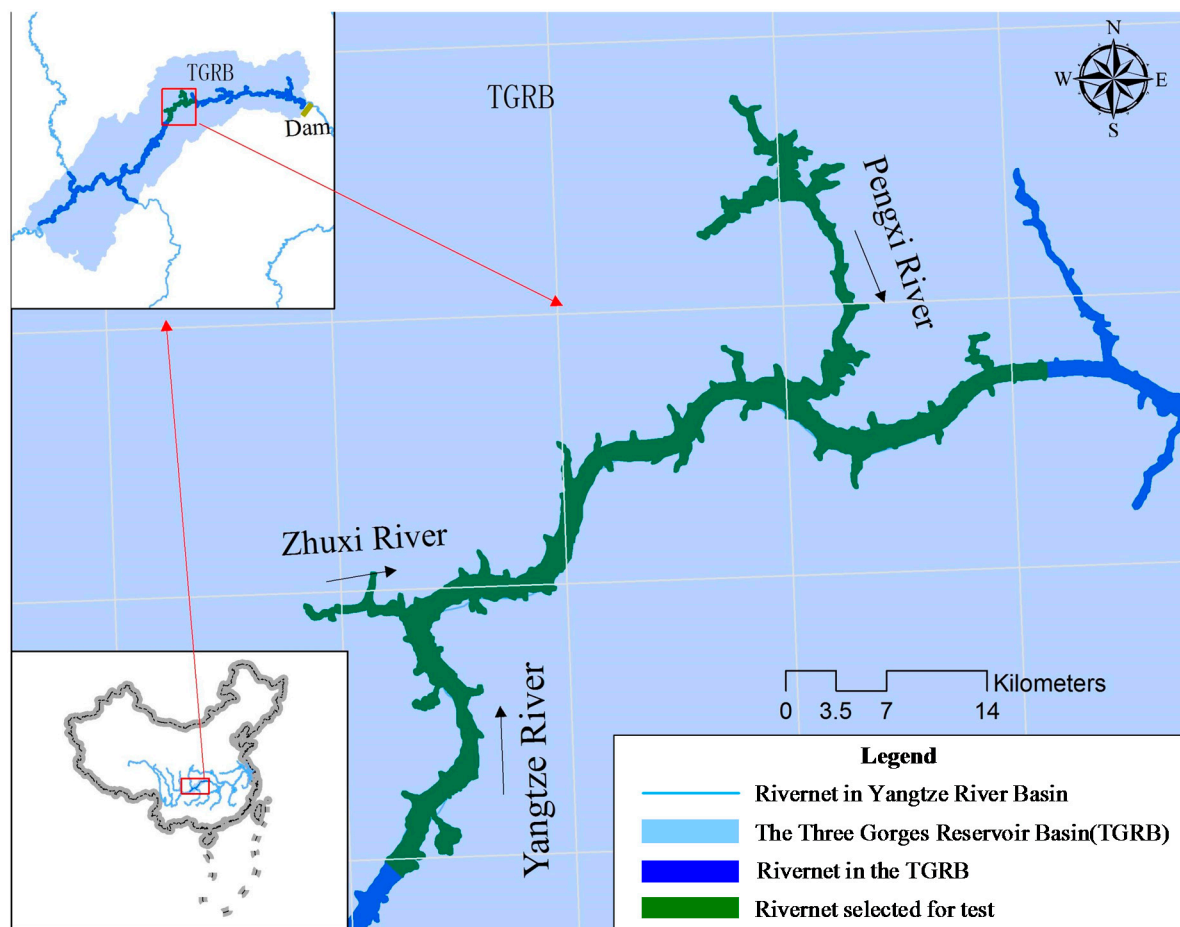 TGRB
Dam
TGRB
N
W
E
S
Pengxi River
Zhuxi River
Yangtze River
Kilometers
0 3.5 7 14
Legend
Rivernet in Yangtze River Basin
The Three Gorges Reservoir Basin(TGRB)
Rivernet in the TGRB
Rivernet selected for test